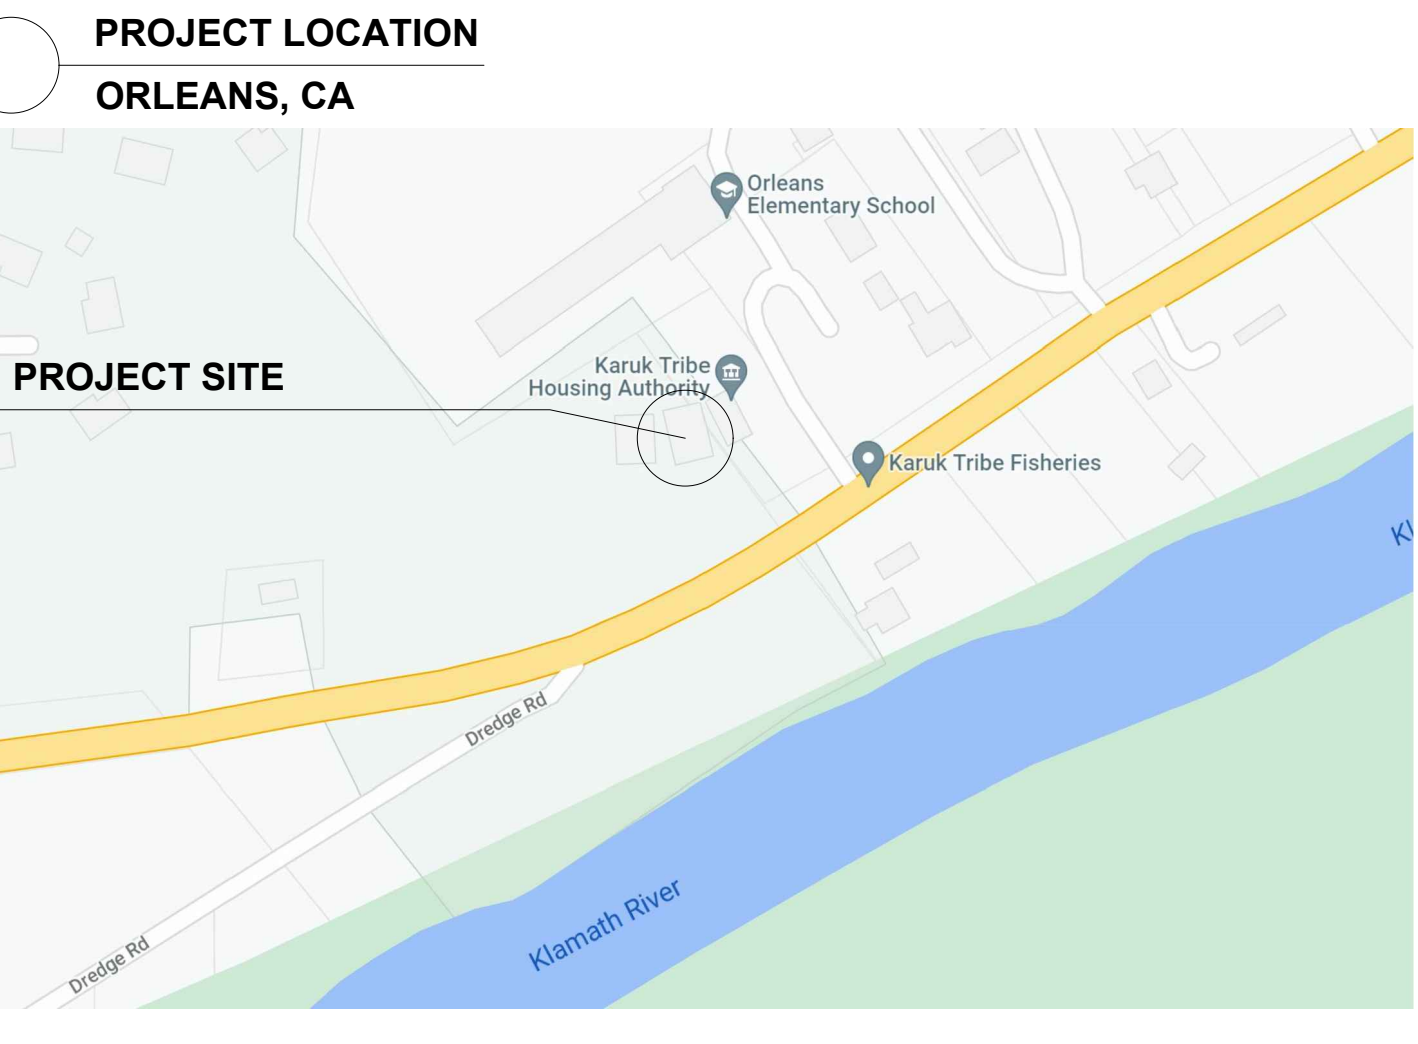 PROJECT LOCATION
ORLEANS, CA
Orleans
Elementary School
Karuk Tribe
Housing Authority
PROJECT SITE
Karuk Tribe Fisheries
Kl
Dredge Rd
Klamath River
Dredge Rd